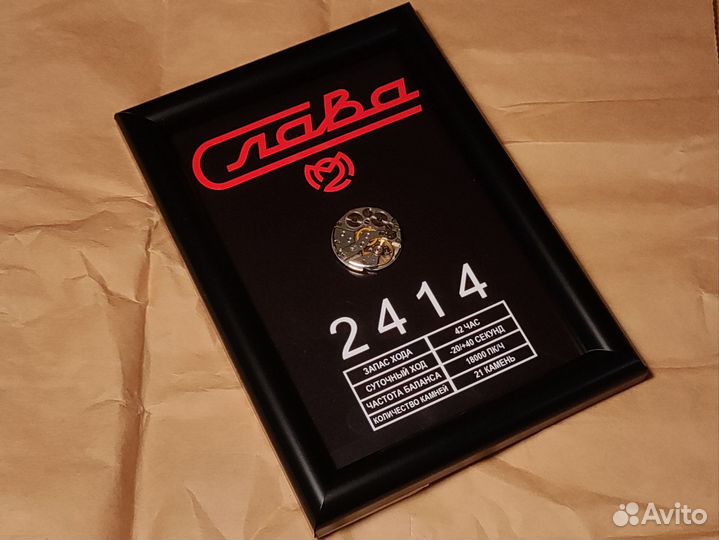 Слава
2414
ЗАПАС ХОДА 42 ЧАС
СУТОЧНЫЙ ХОД -20/+40 СЕКУНД
ЧАСТОТА БАЛАНСА 18000 ПК/Ч
КОЛИЧЕСТВО КАМНЕЙ 21 КАМЕНЬ
Avito